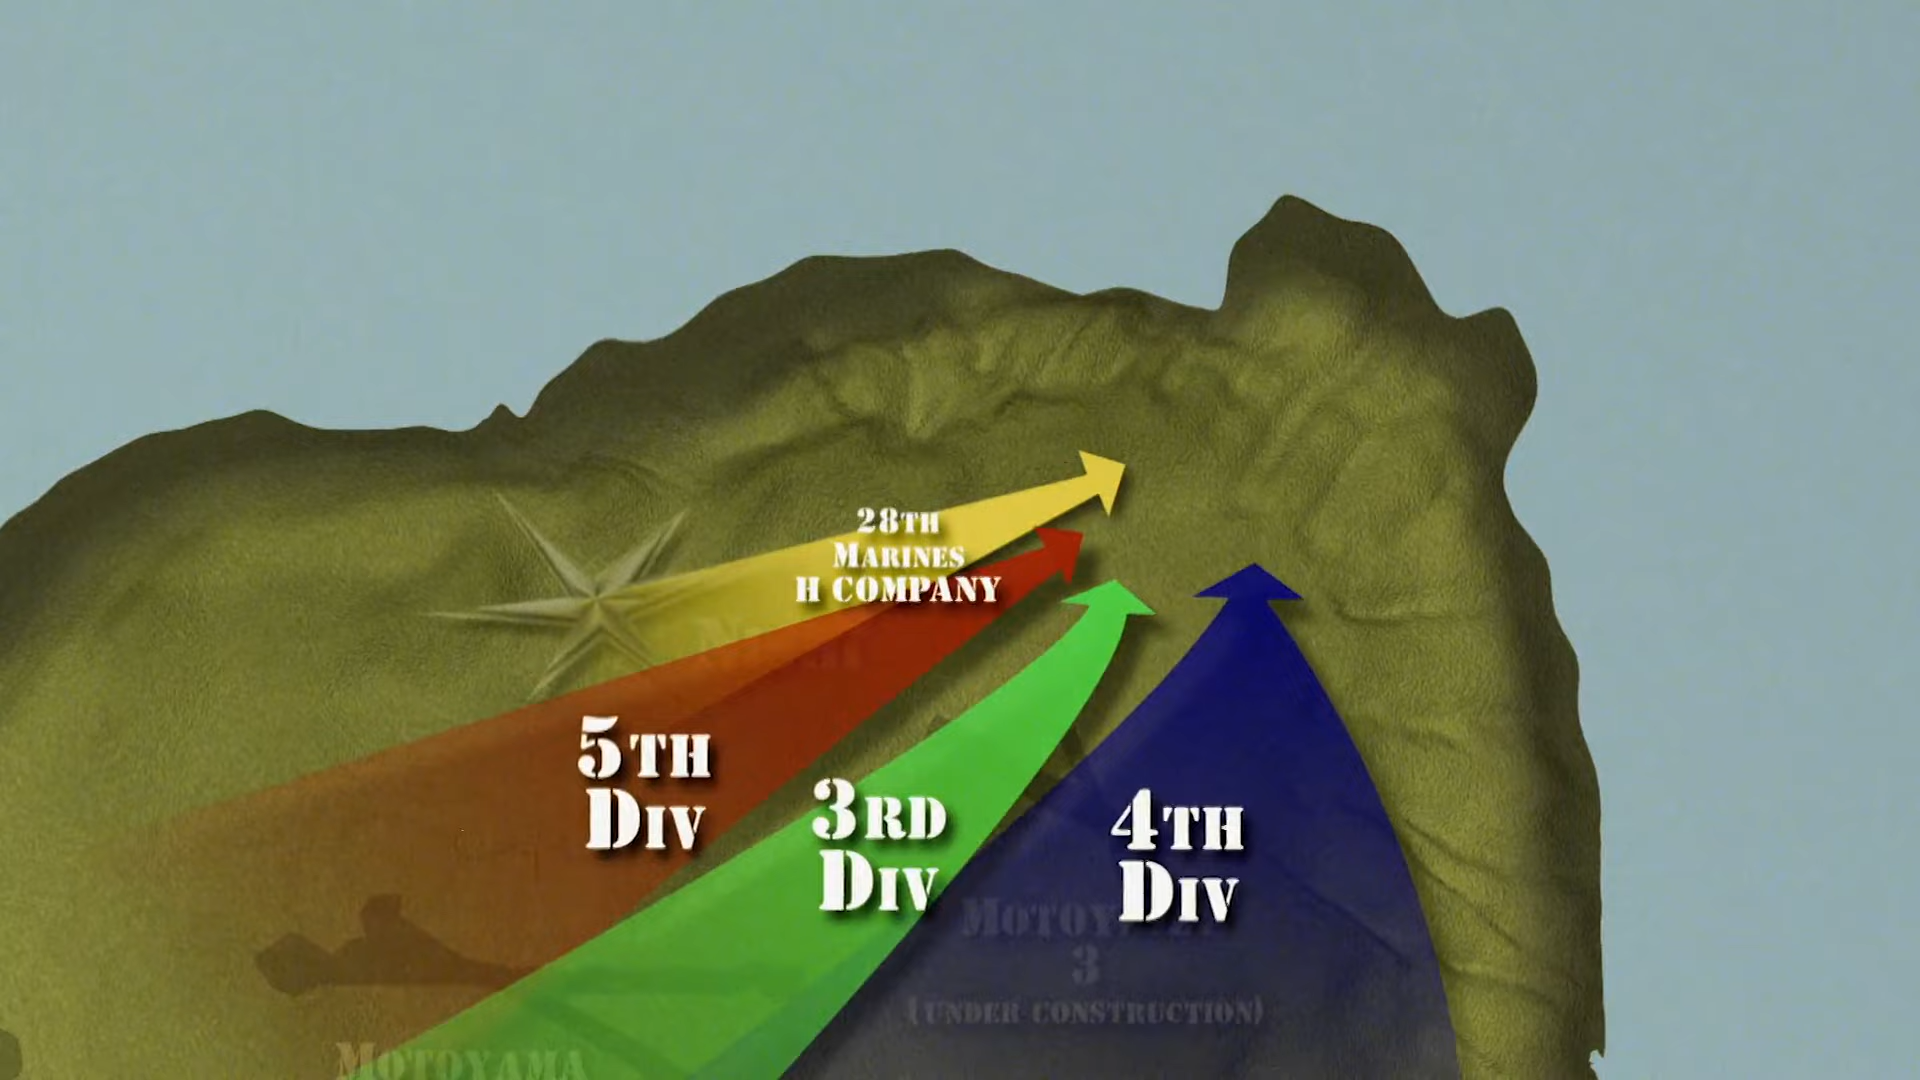 28TH
MARINES
H COMPANY
5TH
DIV
3RD
DIV
4TH
DIV
3
(UNDER CONSTRUCTION)
MOTOYAMA